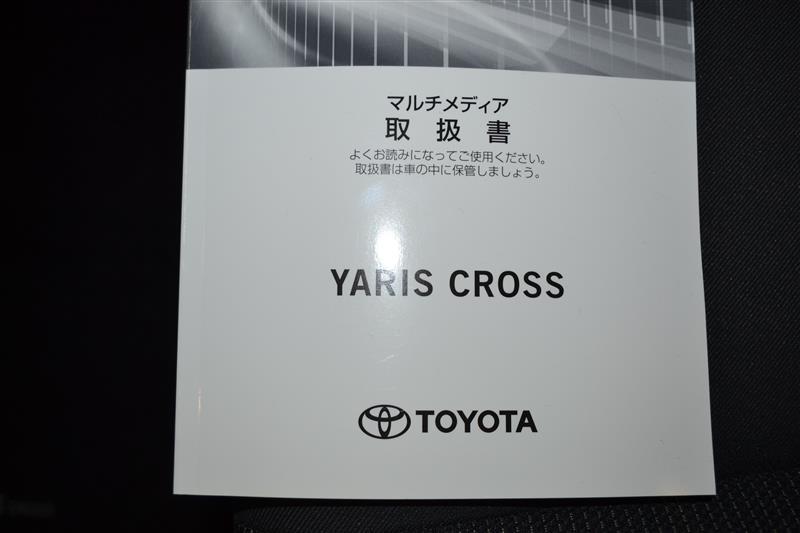 マルチメディア
取扱書
よくお読みになってご使用ください。
取扱書は車の中に保管しましょう。
YARIS CROSS
TOYOTA